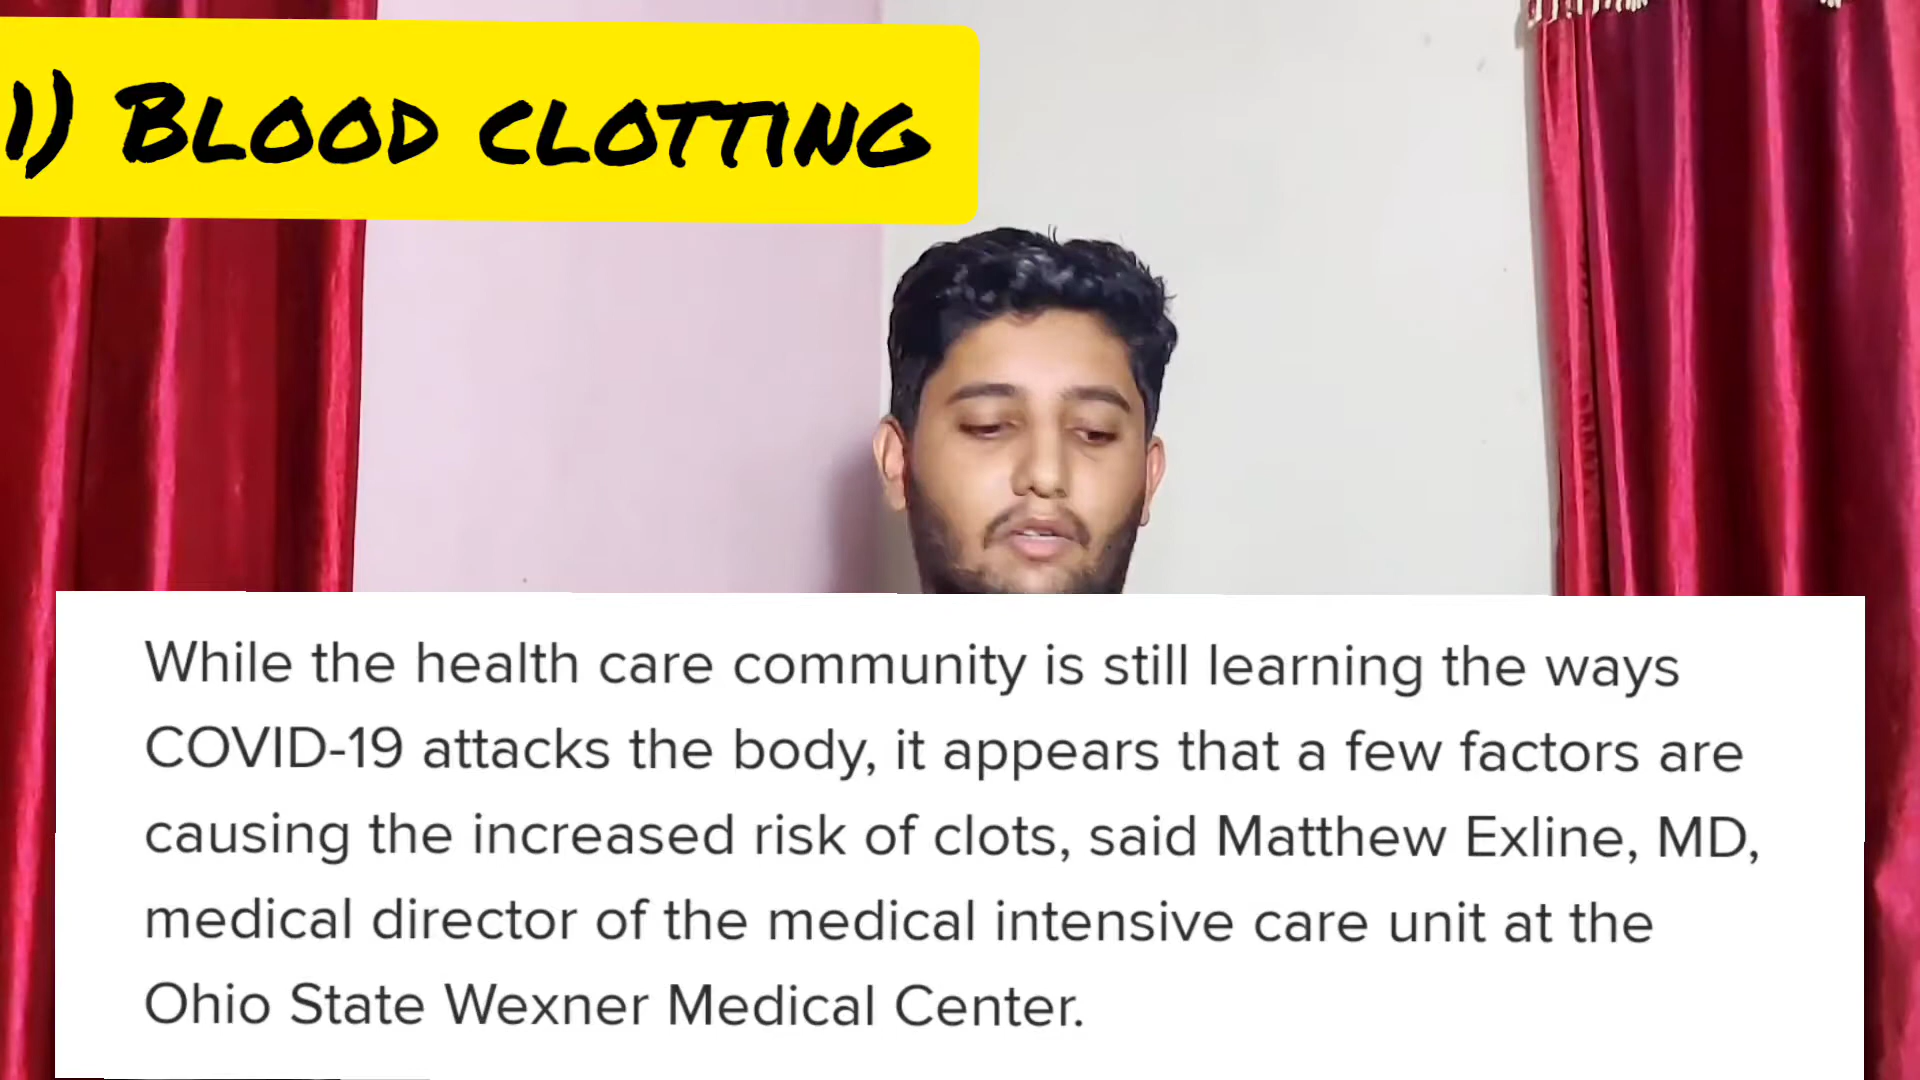 1) BLOOD CLOTTING
While the health care community is still learning the ways
COVID-19 attacks the body, it appears that a few factors are
causing the increased risk of clots, said Matthew Exline, MD,
medical director of the medical intensive care unit at the
Ohio State Wexner Medical Center.